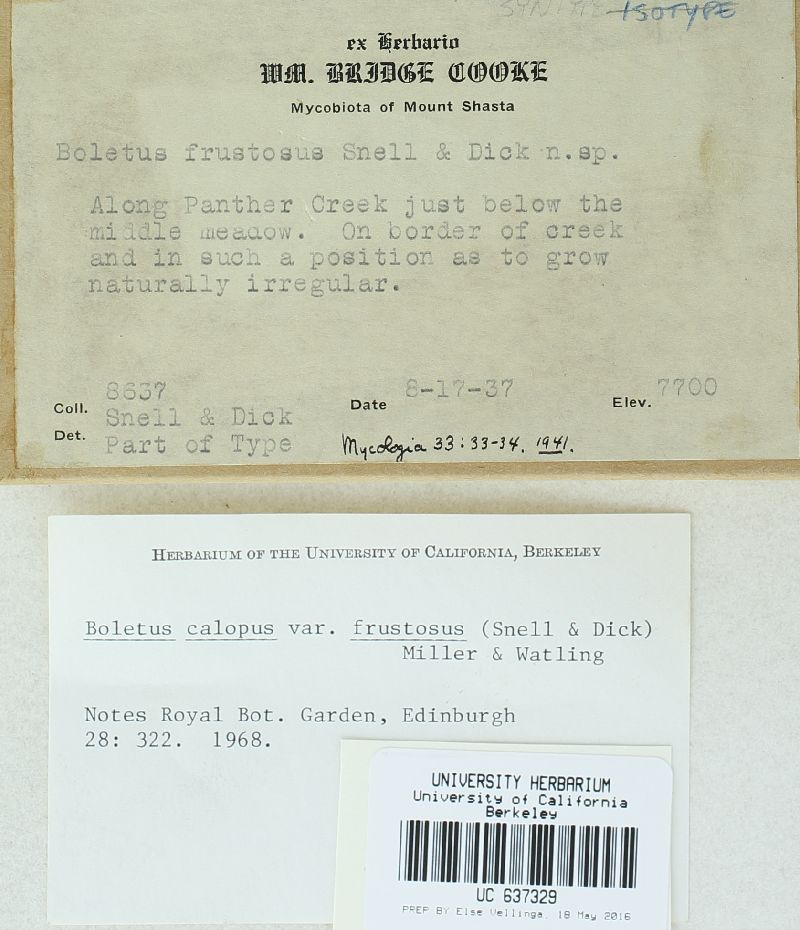 SYNTYPE ISOTYPE
ex Herbario
WM. BRIDGE COOKE
Mycobiota of Mount Shasta
Boletus frustosus Snell & Dick n.sp.
Along Panther Creek just below the
middle meadow. On border of creek
and in such a position as to grow
naturally irregular.
Coll. 8637 Date 8-17-37 Elev. 7700
Snell & Dick
Det. Part of Type Mycologia 33:33-34. 1941.
HERBARIUM OF THE UNIVERSITY OF CALIFORNIA, BERKELEY
Boletus calopus var. frustosus (Snell & Dick)
Miller & Watling
Notes Royal Bot. Garden, Edinburgh
28: 322. 1968.
UNIVERSITY HERBARIUM
University of California
Berkeley
UC 637329
PREP BY Else Vellinga, 18 May 2016